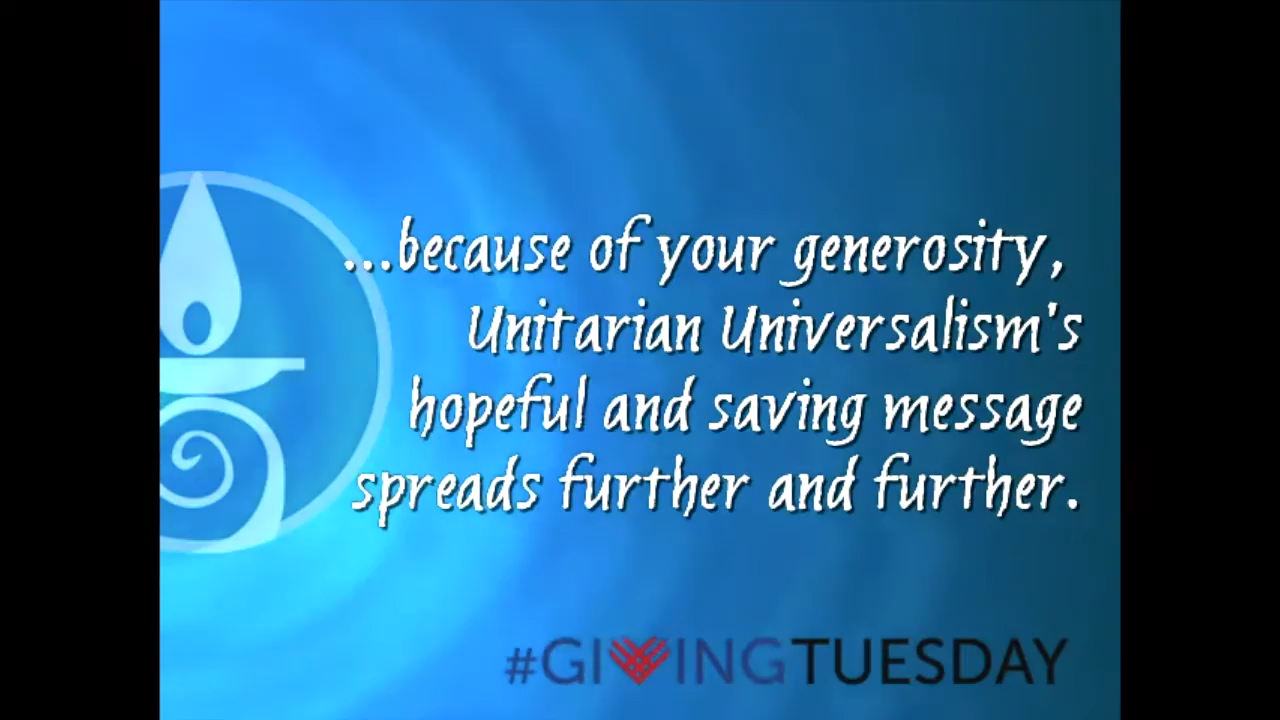 ...because of your generosity,
Unitarian Universalism's
hopeful and saving message
spreads further and further.
#GIVINGTUESDAY